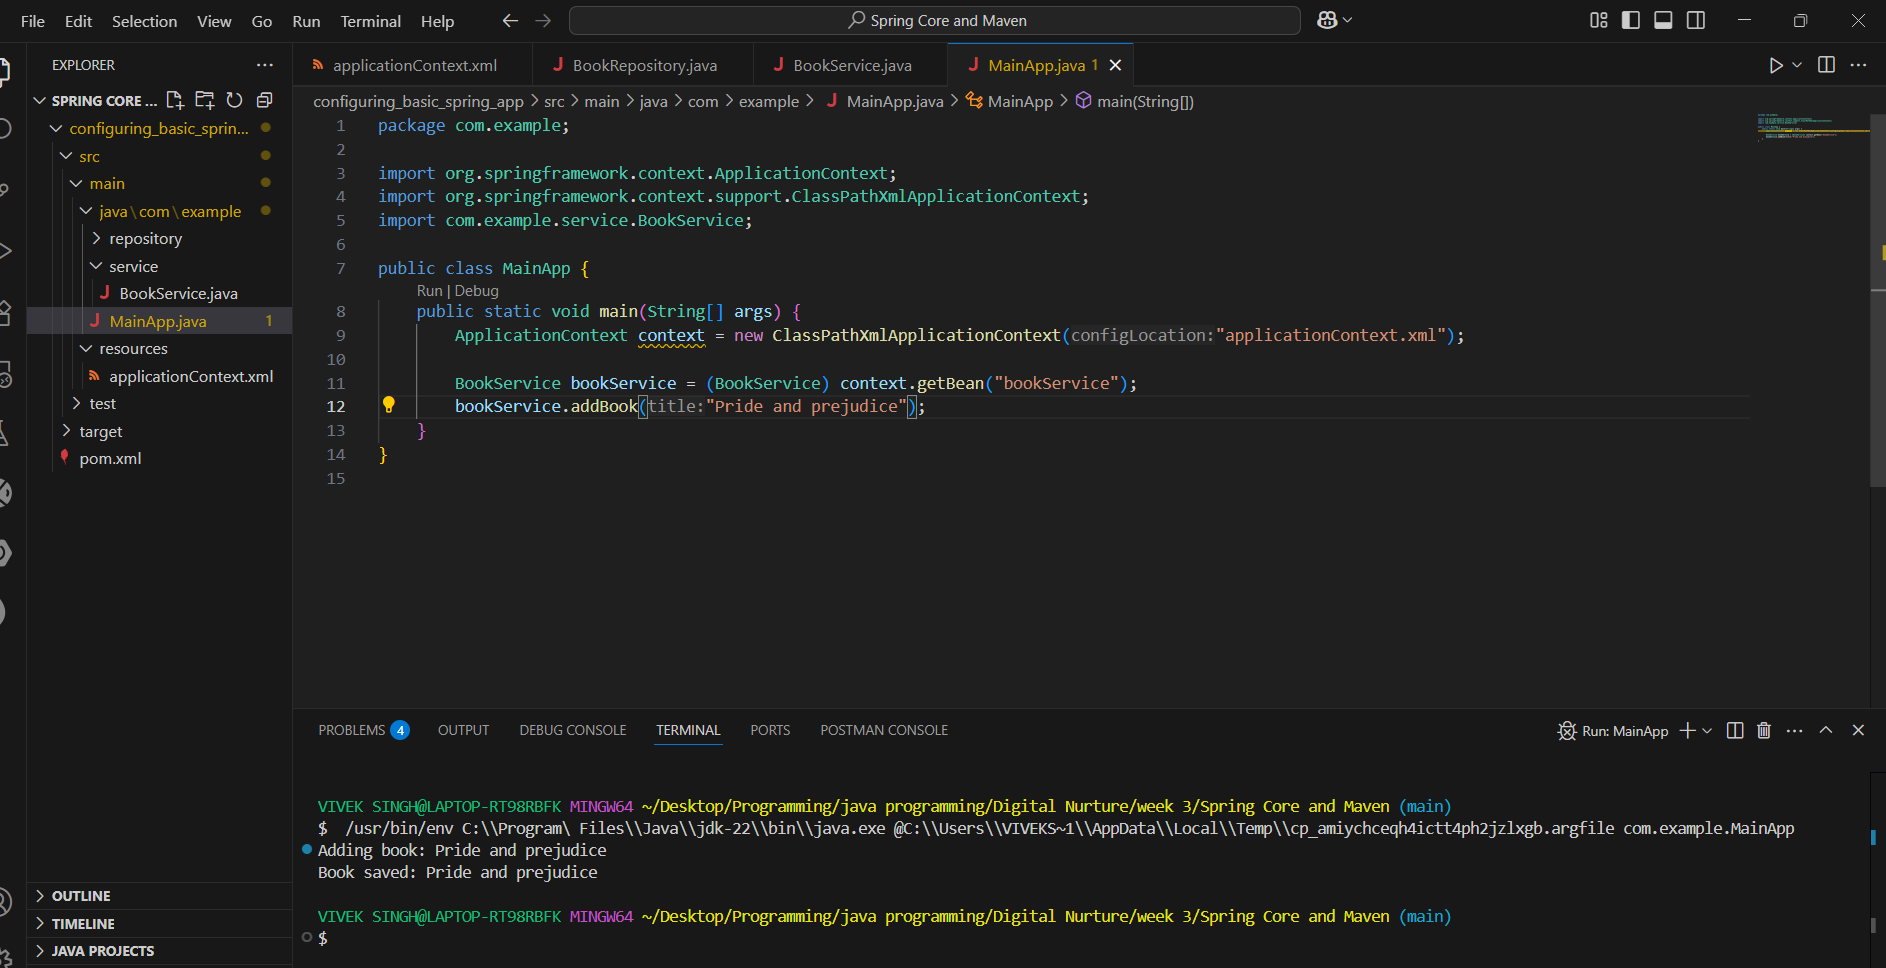 File Edit Selection View Go Run Terminal Help
Spring Core and Maven
EXPLORER
SPRING CORE ...
configuring_basic_sprin...
src
main
java\com\example
repository
service
BookService.java
MainApp.java 1
resources
applicationContext.xml
test
target
pom.xml
OUTLINE
TIMELINE
JAVA PROJECTS
applicationContext.xml BookRepository.java BookService.java MainApp.java 1
configuring_basic_spring_app > src > main > java > com > example > MainApp.java > MainApp > main(String[])
1 package com.example;
2
3 import org.springframework.context.ApplicationContext;
4 import org.springframework.context.support.ClassPathXmlApplicationContext;
5 import com.example.service.BookService;
6
7 public class MainApp {
Run | Debug
8 public static void main(String[] args) {
9 ApplicationContext context = new ClassPathXmlApplicationContext(configLocation:"applicationContext.xml");
10
11 BookService bookService = (BookService) context.getBean("bookService");
12 bookService.addBook(title:"Pride and prejudice");
13 }
14 }
15
PROBLEMS 4 OUTPUT DEBUG CONSOLE TERMINAL PORTS POSTMAN CONSOLE
Run: MainApp
VIVEK SINGH@LAPTOP-RT98RBFK MINGW64 ~/Desktop/Programming/java programming/Digital Nurture/week 3/Spring Core and Maven (main)
$ /usr/bin/env C:\\Program\ Files\\Java\\jdk-22\\bin\\java.exe @C:\\Users\\VIVEKS~1\\AppData\\Local\\Temp\\cp_amiychceqh4ictt4ph2jzlxgb.argfile com.example.MainApp
Adding book: Pride and prejudice
Book saved: Pride and prejudice
VIVEK SINGH@LAPTOP-RT98RBFK MINGW64 ~/Desktop/Programming/java programming/Digital Nurture/week 3/Spring Core and Maven (main)
$